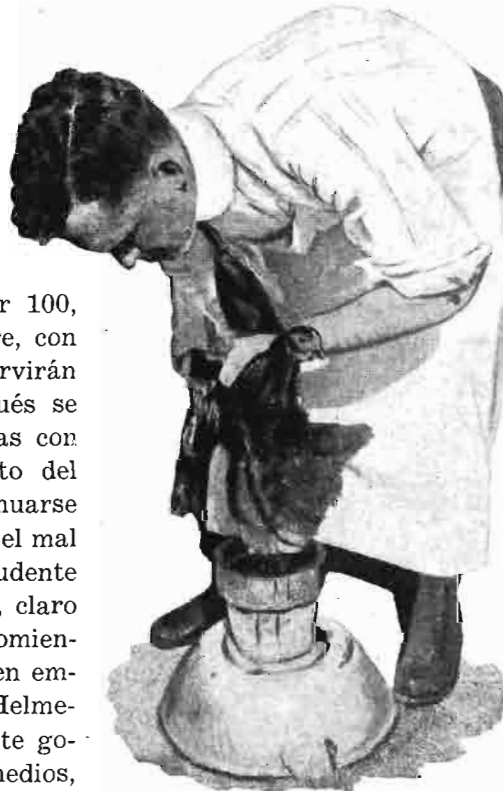 r 100,
e, con
rvirán
ués se
as con
to del
nuarse
el mal
udente
, claro
omien-
en em-
Helme-
te go-
nedios,